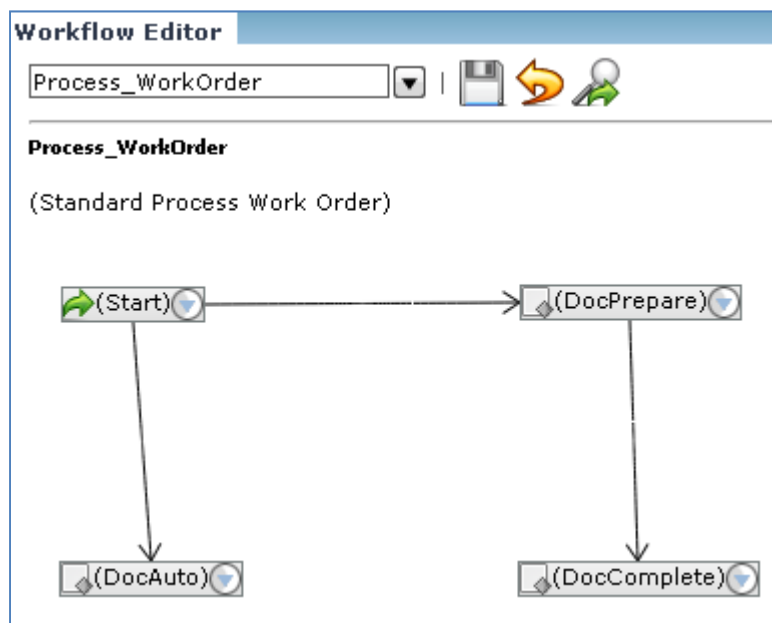 Workflow Editor
Process_WorkOrder
Process_WorkOrder
(Standard Process Work Order)
(Start)
(DocPrepare)
(DocAuto)
(DocComplete)